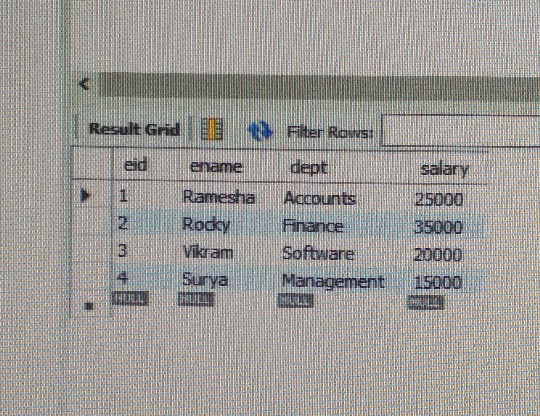 Result Grid Filter Rows:
eid ename dept salary
1 Ramesha Accounts 25000
2 Rocky Finance 35000
3 Vikram Software 20000
4 Surya Management 15000
NULL NULL NULL NULL